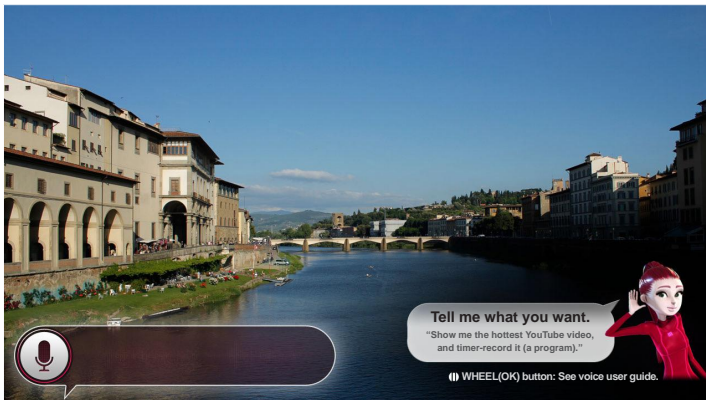 Tell me what you want.
“Show me the hottest YouTube video,
and timer-record it (a program).”
WHEEL(OK) button: See voice user guide.